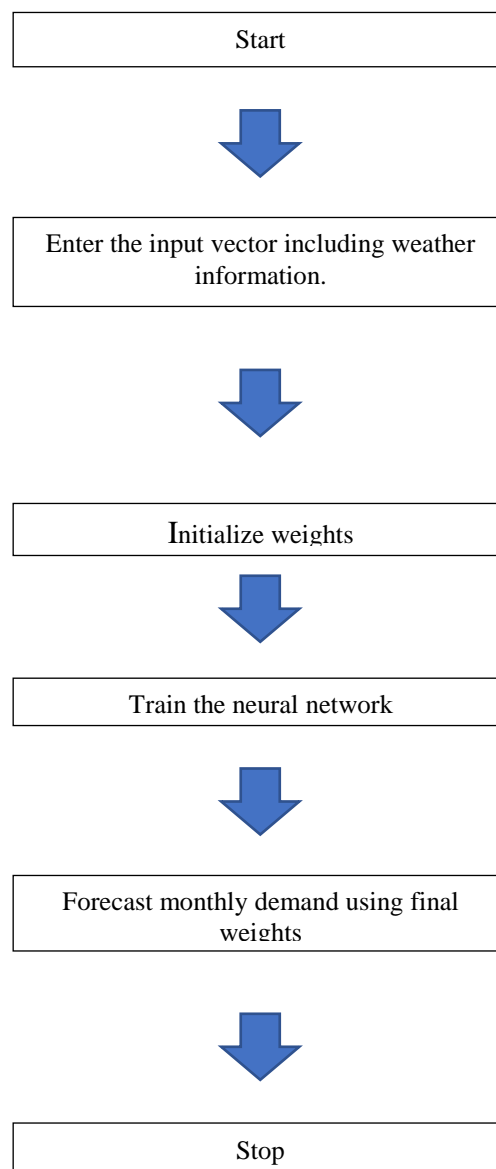 Start
Enter the input vector including weather
information.
Initialize weights
Train the neural network
Forecast monthly demand using final
weights
Stop